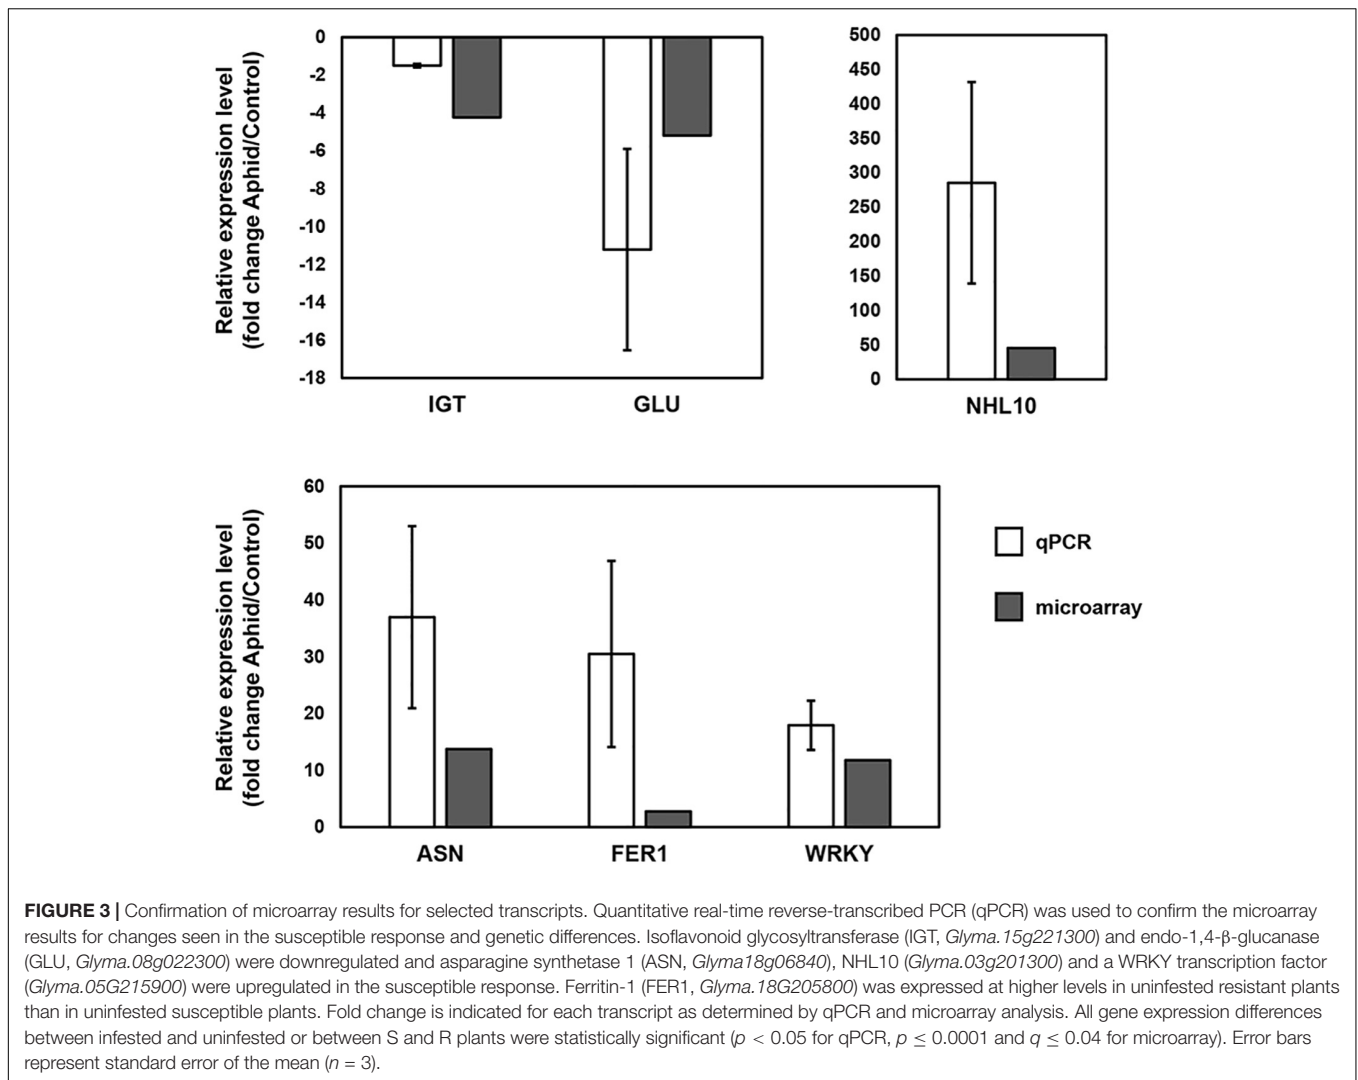 Relative expression level
(fold change Aphid/Control)
0
-2
-4
-6
-8
-10
-12
-14
-16
-18
IGT GLU
500
450
400
350
300
250
200
150
100
50
0
NHL10
Relative expression level
(fold change Aphid/Control)
60
50
40
30
20
10
0
ASN FER1 WRKY
qPCR
microarray
FIGURE 3 | Confirmation of microarray results for selected transcripts. Quantitative real-time reverse-transcribed PCR (qPCR) was used to confirm the microarray
results for changes seen in the susceptible response and genetic differences. Isoflavonoid glycosyltransferase (IGT, Glyma.15g221300) and endo-1,4-β-glucanase
(GLU, Glyma.08g022300) were downregulated and asparagine synthetase 1 (ASN, Glyma18g06840), NHL10 (Glyma.03g201300) and a WRKY transcription factor
(Glyma.05G215900) were upregulated in the susceptible response. Ferritin-1 (FER1, Glyma.18G205800) was expressed at higher levels in uninfested resistant plants
than in uninfested susceptible plants. Fold change is indicated for each transcript as determined by qPCR and microarray analysis. All gene expression differences
between infested and uninfested or between S and R plants were statistically significant (p < 0.05 for qPCR, p ≤ 0.0001 and q ≤ 0.04 for microarray). Error bars
represent standard error of the mean (n = 3).